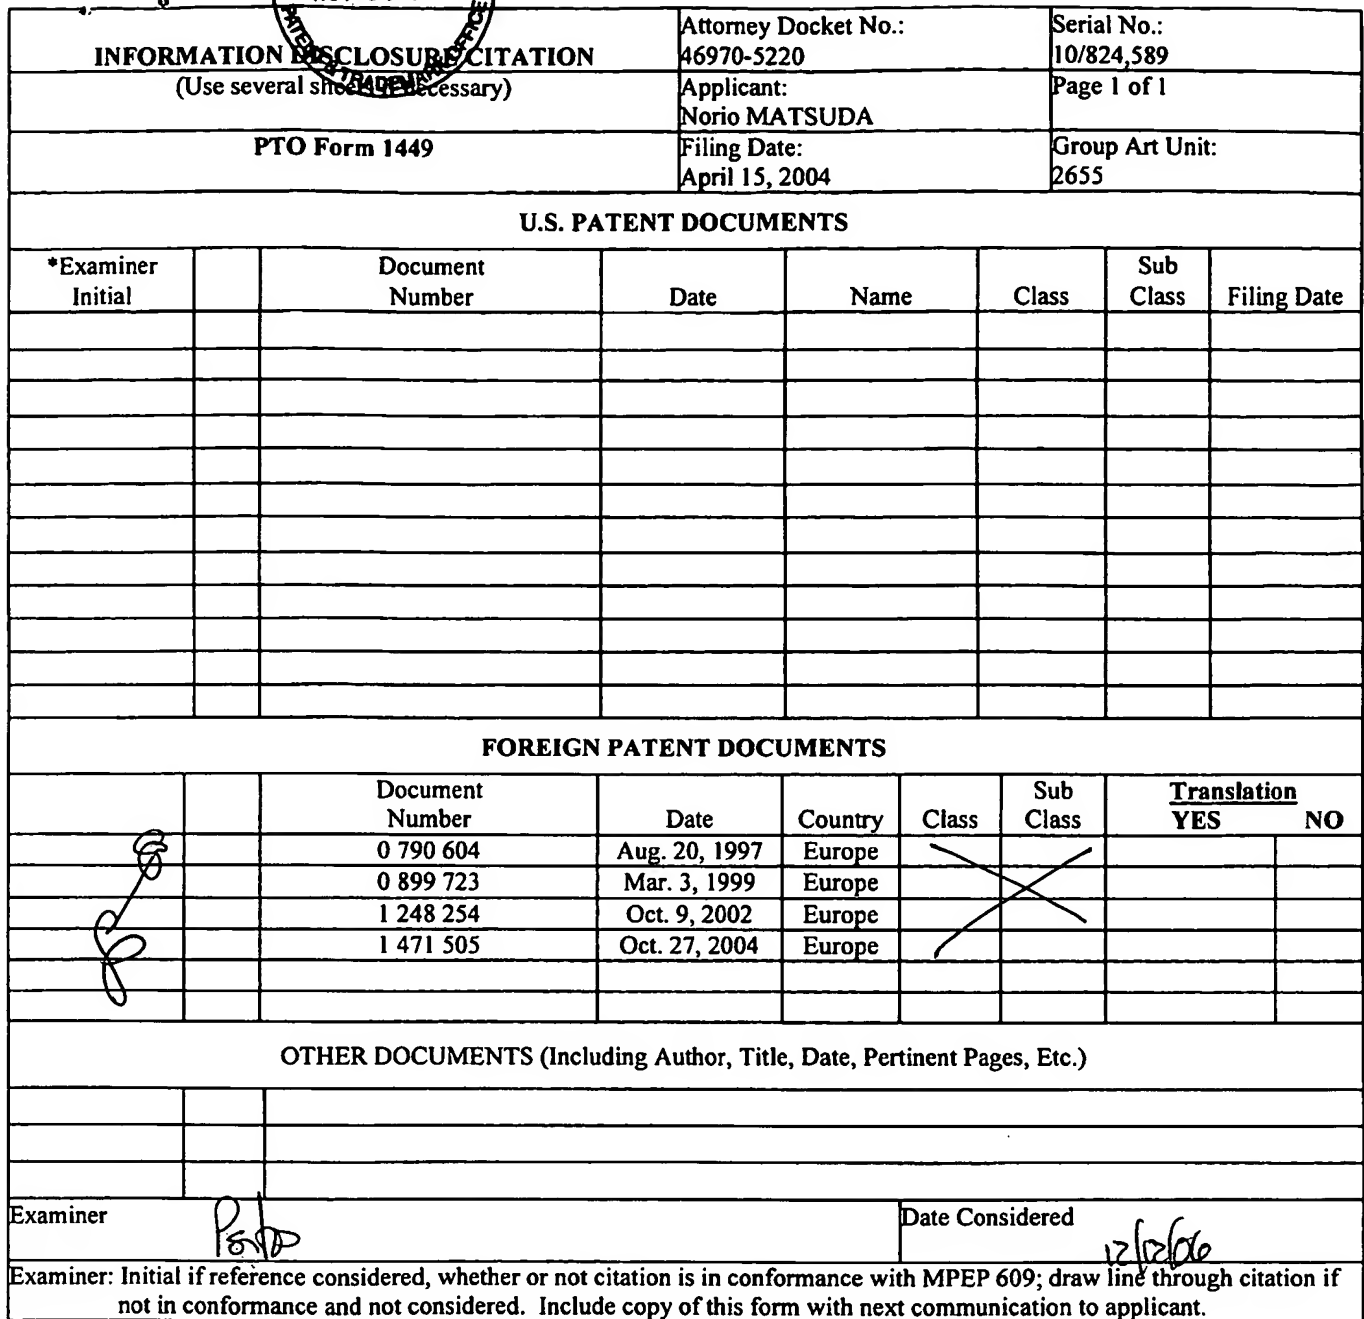 Attorney Docket No.: Serial No.:
INFORMATION DISCLOSURE CITATION 46970-5220 10/824,589
PATENT & TRADEMARK OFFICE
(Use several sheets if necessary) Applicant: Page 1 of 1
Norio MATSUDA
PTO Form 1449 Filing Date: Group Art Unit:
April 15, 2004 2655
U.S. PATENT DOCUMENTS
*Examiner Document Sub
Initial Number Date Name Class Class Filing Date
FOREIGN PATENT DOCUMENTS
Document Sub Translation
Number Date Country Class Class YES NO
0 790 604 Aug. 20, 1997 Europe
0 899 723 Mar. 3, 1999 Europe
1 248 254 Oct. 9, 2002 Europe
1 471 505 Oct. 27, 2004 Europe
OTHER DOCUMENTS (Including Author, Title, Date, Pertinent Pages, Etc.)
Examiner Date Considered
12/12/06
Examiner: Initial if reference considered, whether or not citation is in conformance with MPEP 609; draw line through citation if
not in conformance and not considered. Include copy of this form with next communication to applicant.